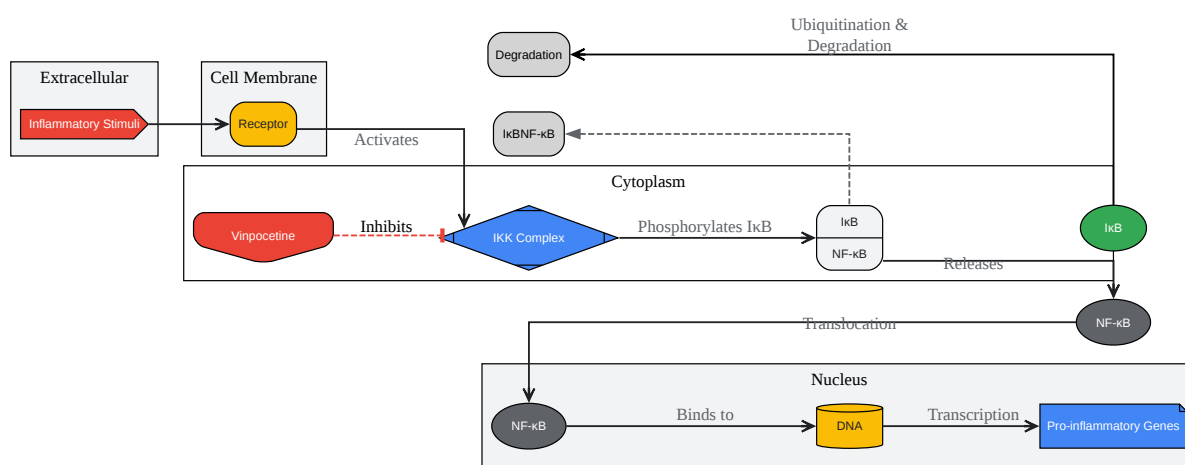 Ubiquitination &
Degradation
Degradation
Extracellular
Cell Membrane
Inflammatory Stimuli
Receptor
Activates
IκBNF-κB
Cytoplasm
Vinpocetine
Inhibits
IKK Complex
Phosphorylates IκB
IκB
NF-κB
IκB
Releases
NF-κB
Translocation
Nucleus
NF-κB
Binds to
DNA
Transcription
Pro-inflammatory Genes